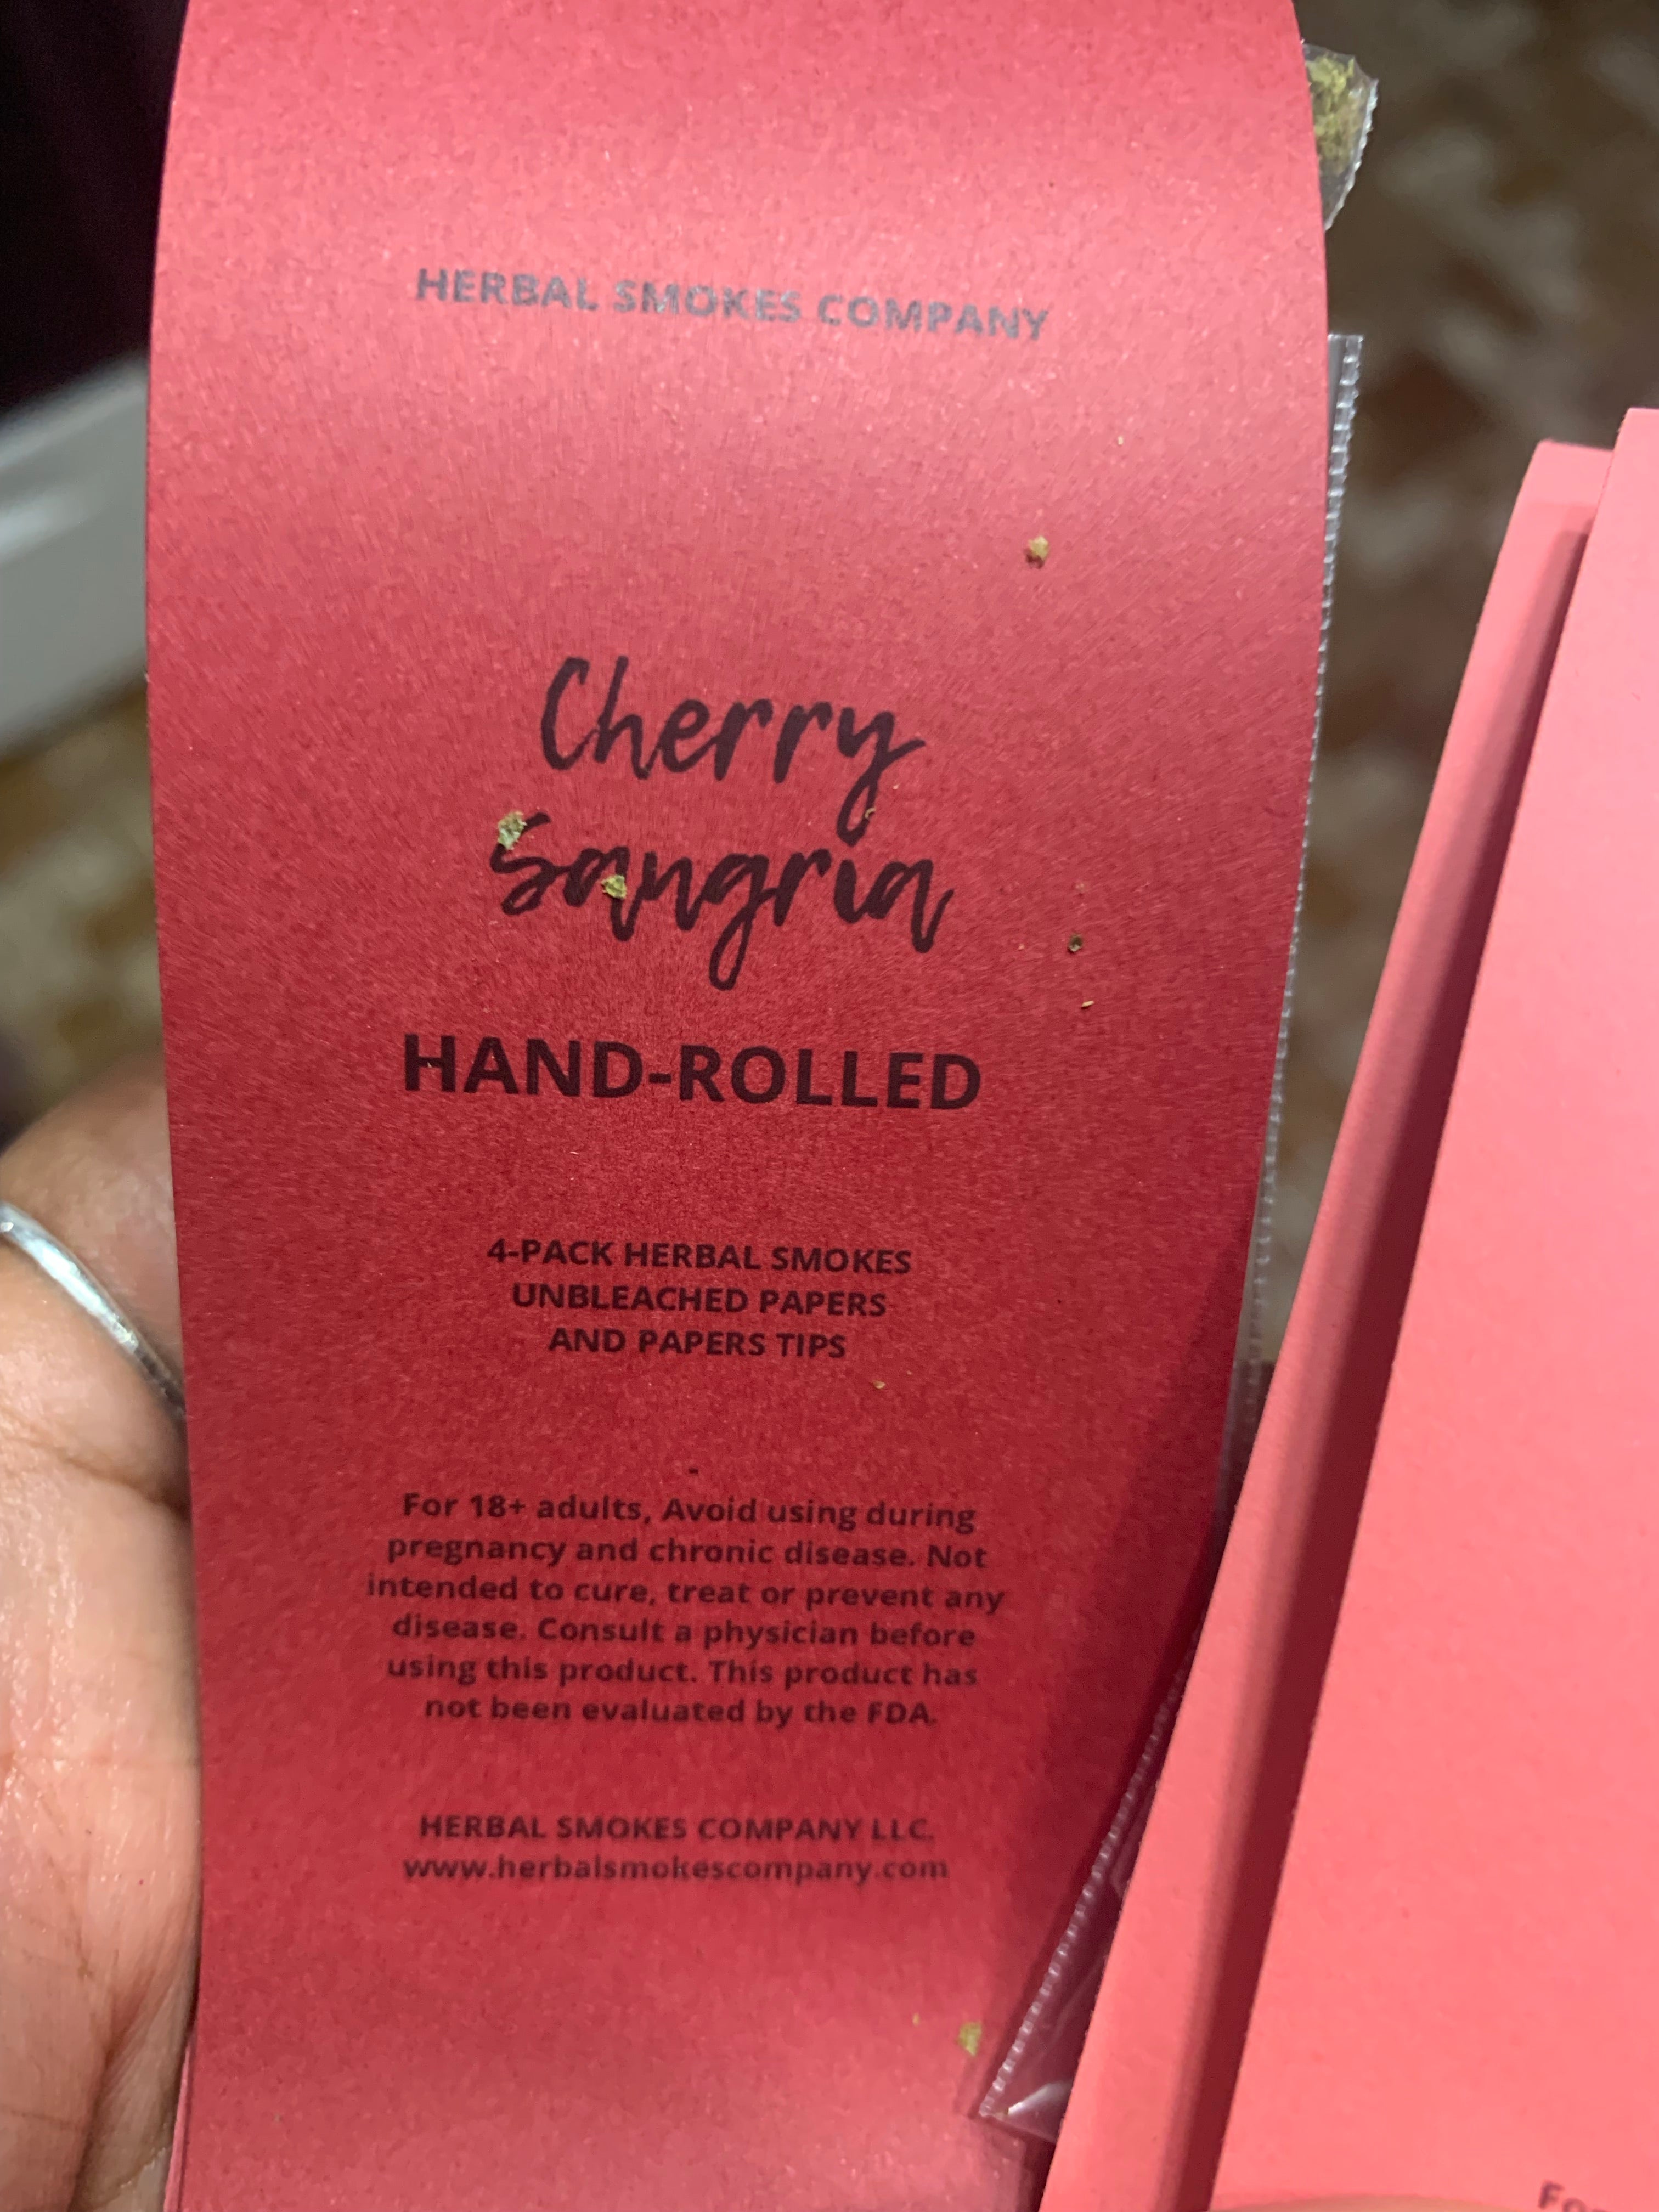 HERBAL SMOKES COMPANY
Cherry
Sangria
HAND-ROLLED
4-PACK HERBAL SMOKES
UNBLEACHED PAPERS
AND PAPERS TIPS
-
For 18+ adults, Avoid using during
pregnancy and chronic disease. Not
intended to cure, treat or prevent any
disease. Consult a physician before
using this product. This product has
not been evaluated by the FDA.
HERBAL SMOKES COMPANY LLC.
www.herbalsmokescompany.com